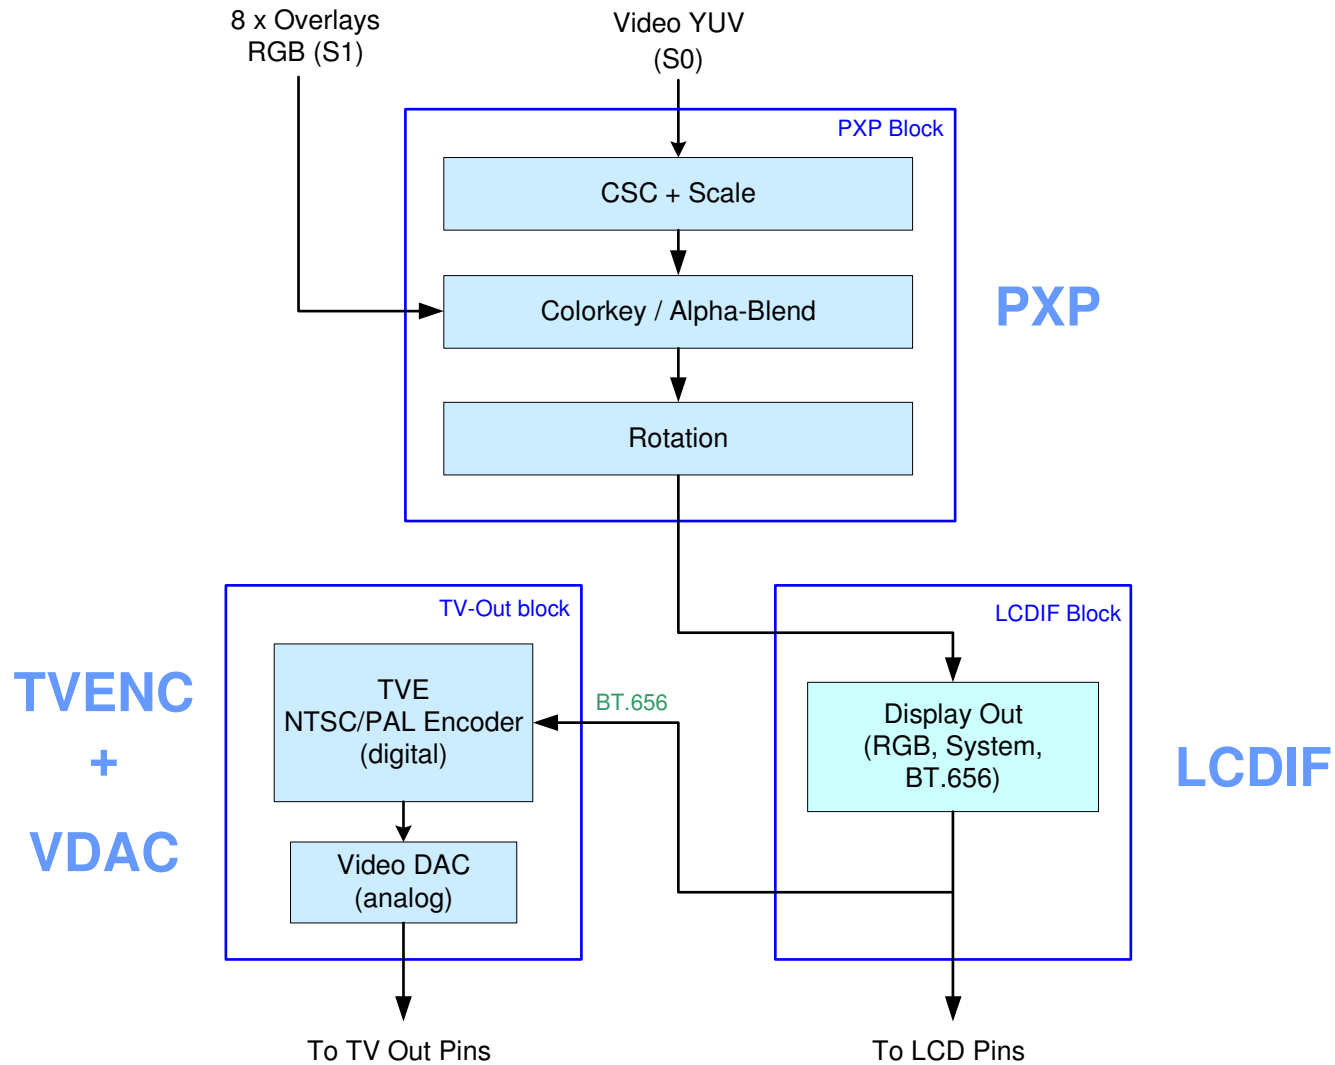 8 x Overlays
RGB (S1)
Video YUV
(S0)
PXP Block
CSC + Scale
Colorkey / Alpha-Blend
PXP
Rotation
TV-Out block
TVE
NTSC/PAL Encoder
(digital)
Video DAC
(analog)
TVENC
+
VDAC
BT.656
LCDIF Block
Display Out
(RGB, System,
BT.656)
LCDIF
To TV Out Pins
To LCD Pins